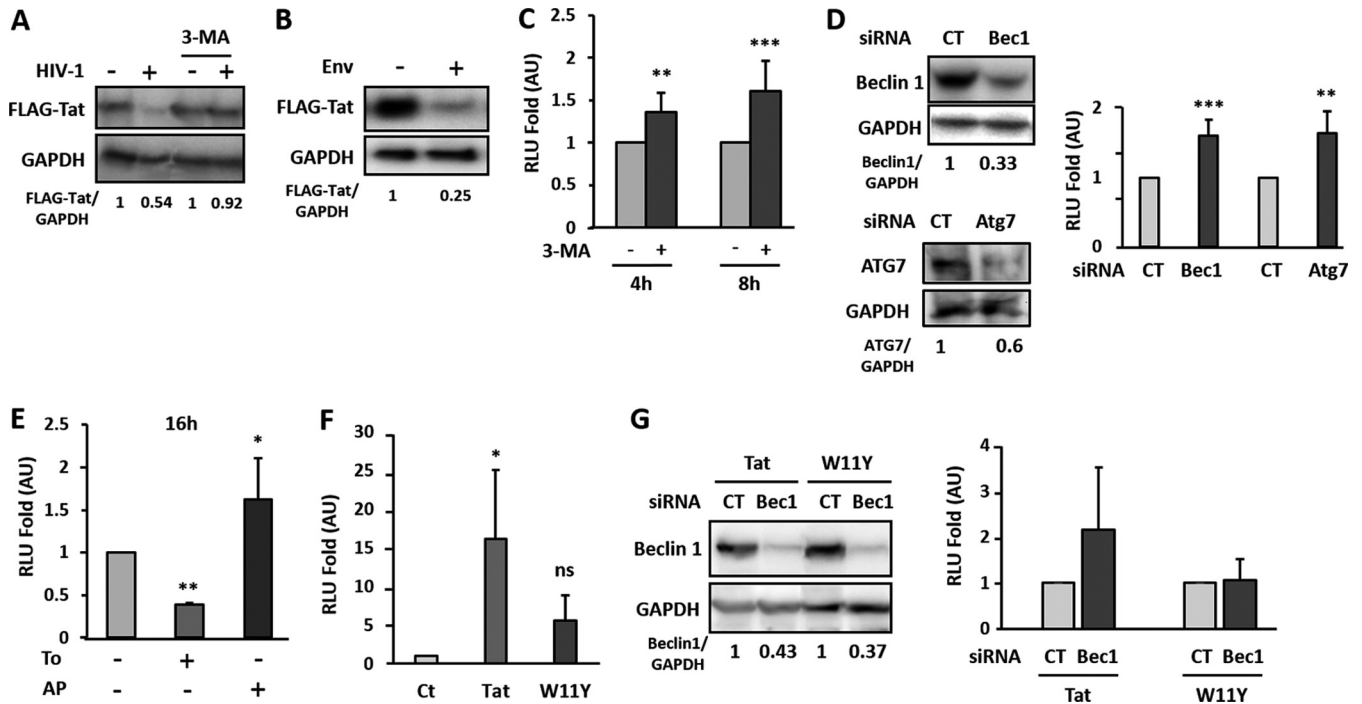 A
3-MA
HIV-1 - + - +
FLAG-Tat
GAPDH
FLAG-Tat/
GAPDH
1 0.54 1 0.92
B
Env - +
FLAG-Tat
GAPDH
FLAG-Tat/
GAPDH
1 0.25
C
RLU Fold (AU)
2.5
2
1.5
1
0.5
0
**
***
3-MA - + - +
4h 8h
D
siRNA CT Bec1
Beclin 1
GAPDH
Beclin1/
GAPDH
1 0.33
siRNA CT Atg7
ATG7
GAPDH
ATG7/
GAPDH
1 0.6
RLU Fold (AU)
2
1
0
***
**
siRNA CT Bec1 CT Atg7
E
16h
RLU Fold (AU)
2.5
2
1.5
1
0.5
0
**
*
To - + -
AP - - +
F
RLU Fold (AU)
30
25
20
15
10
5
0
*
ns
Ct Tat W11Y
G
Tat W11Y
siRNA CT Bec1 CT Bec1
Beclin 1
GAPDH
Beclin1/
GAPDH
1 0.43 1 0.37
RLU Fold (AU)
4
3
2
1
0
siRNA CT Bec1 CT Bec1
Tat W11Y